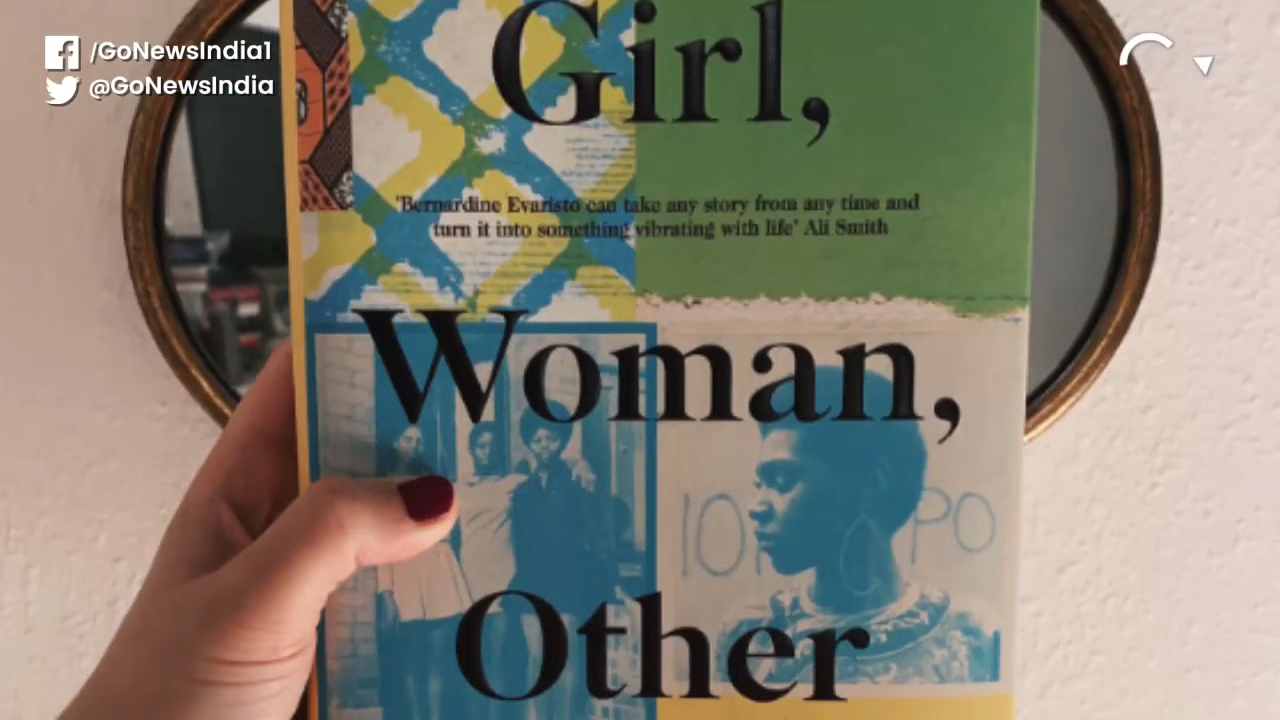 /GoNewsIndia1
@GoNewsIndia
Girl,
'Bernardine Evaristo can take any story from any time and
turn it into something vibrating with life' Ali Smith
Woman,
Other